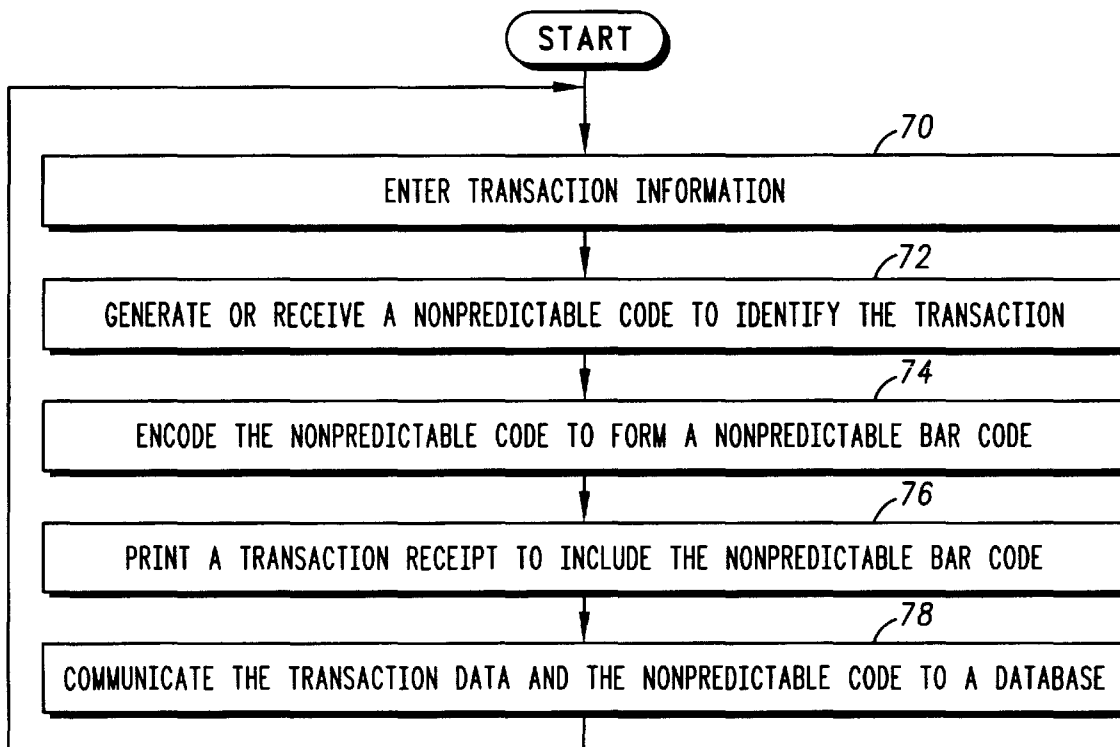 START
70
ENTER TRANSACTION INFORMATION
72
GENERATE OR RECEIVE A NONPREDICTABLE CODE TO IDENTIFY THE TRANSACTION
74
ENCODE THE NONPREDICTABLE CODE TO FORM A NONPREDICTABLE BAR CODE
76
PRINT A TRANSACTION RECEIPT TO INCLUDE THE NONPREDICTABLE BAR CODE
78
COMMUNICATE THE TRANSACTION DATA AND THE NONPREDICTABLE CODE TO A DATABASE